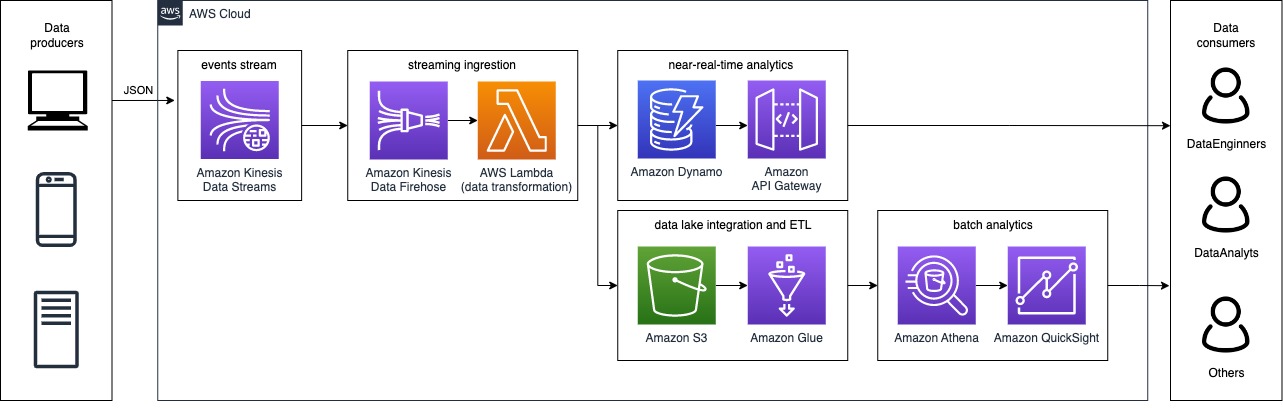 Data
producers
aws
AWS Cloud
JSON
events stream
Amazon Kinesis
Data Streams
streaming ingestion
Amazon Kinesis
Data Firehose
AWS Lambda
(data transformation)
near-real-time analytics
Amazon Dynamo
Amazon
API Gateway
data lake integration and ETL
Amazon S3
Amazon Glue
batch analytics
Amazon Athena
Amazon QuickSight
Data
consumers
DataEnginners
DataAnalyts
Others